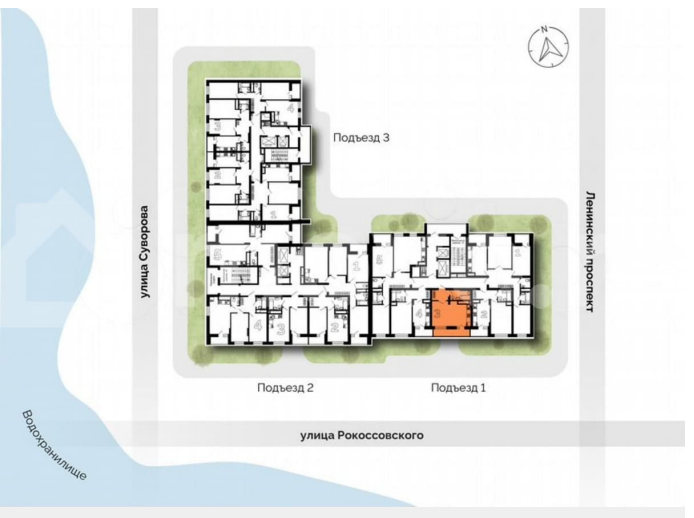 N
Подъезд 3
улица Суворова
Ленинский проспект
Подъезд 2
Подъезд 1
улица Рокоссовского
Водохранилище